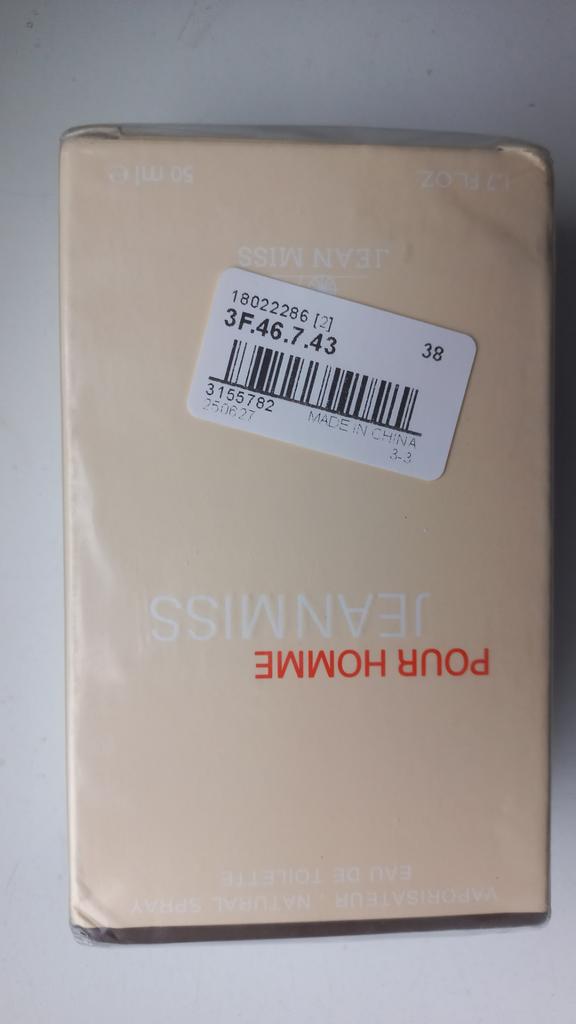 50 ml e
1.7 FL.OZ
JEAN MISS
18022286 [2]
3F.46.7.43
38
3155782
250627
MADE IN CHINA
3-3
JEANMISS
POUR HOMME
EAU DE TOILETTE
VAPORISATEUR . NATURAL SPRAY